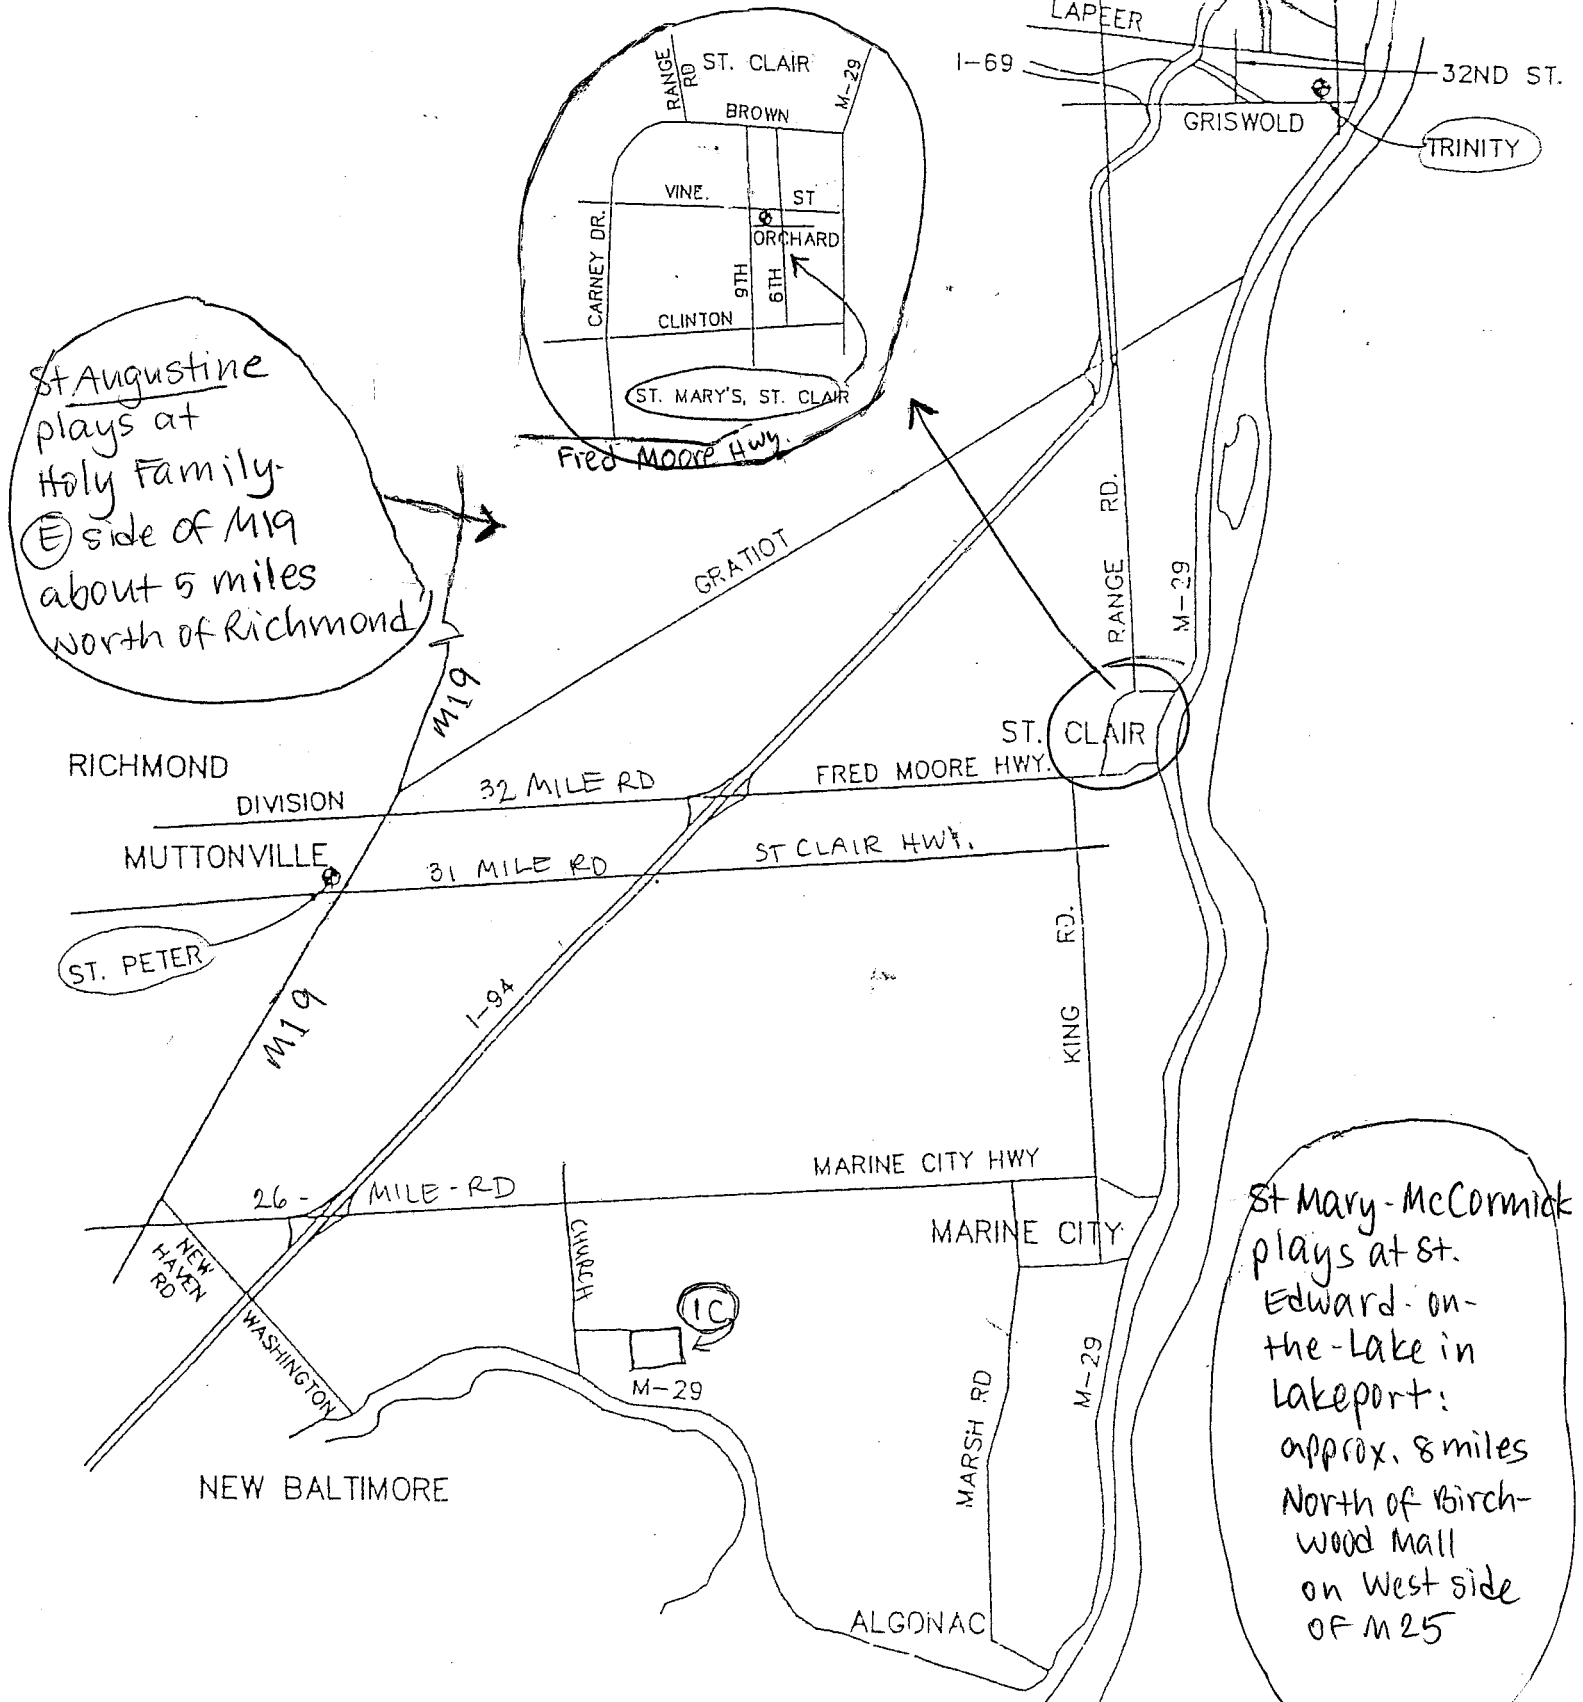 LAPEER
I-69
32ND ST.
GRISWOLD
TRINITY
RANGE RD
ST. CLAIR
M-29
BROWN
VINE. ST
ORCHARD
CARNEY DR.
9TH
6TH
CLINTON
ST. MARY'S, ST. CLAIR
Fred Moore Hwy.
St Augustine
plays at
Holy Family-
(E) side of M19
about 5 miles
North of Richmond
GRATIOT
RANGE RD.
M-29
M19
ST. CLAIR
RICHMOND
DIVISION
32 MILE RD
FRED MOORE HWY.
MUTTONVILLE
31 MILE RD
ST CLAIR HWY.
ST. PETER
M19
I-94
KING RD.
26- MILE-RD
MARINE CITY HWY
MARINE CITY
NEW
HAVEN
RD
WASHINGTON
CHURCH
IC
M-29
MARSH RD
M-29
NEW BALTIMORE
ALGONAC
St Mary-McCormick
plays at St.
Edward-on-
the-Lake in
Lakeport:
approx. 8 miles
North of Birch-
wood Mall
on West side
OF M25